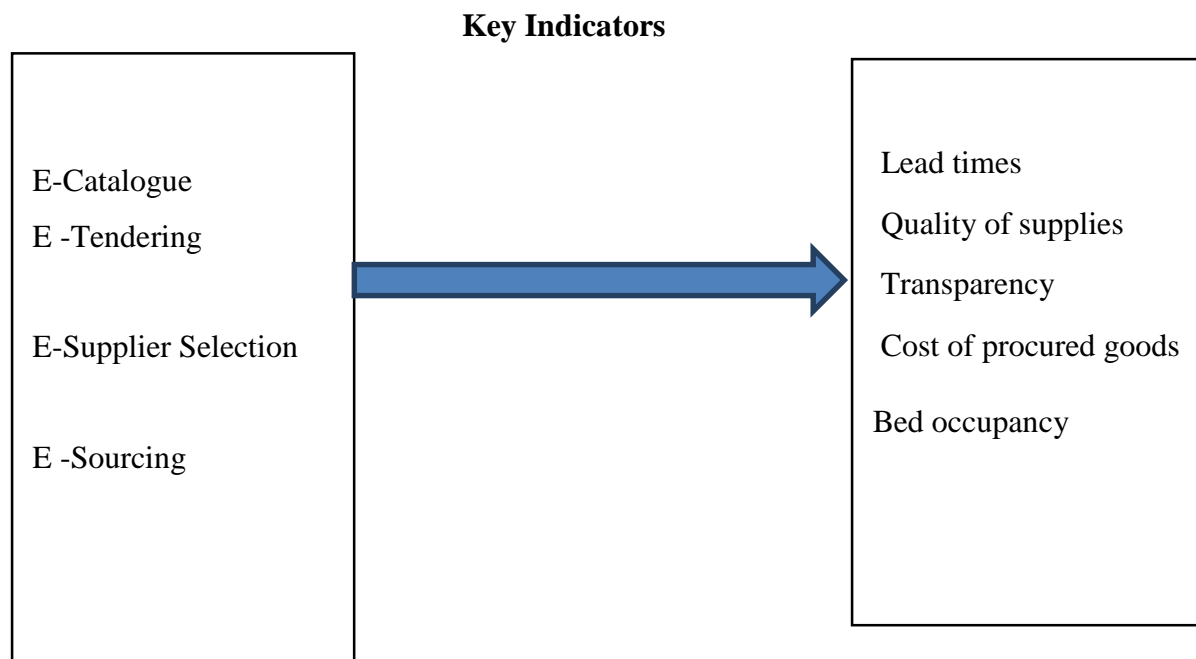 Key Indicators
E-Catalogue
E -Tendering
E-Supplier Selection
E -Sourcing
Lead times
Quality of supplies
Transparency
Cost of procured goods
Bed occupancy